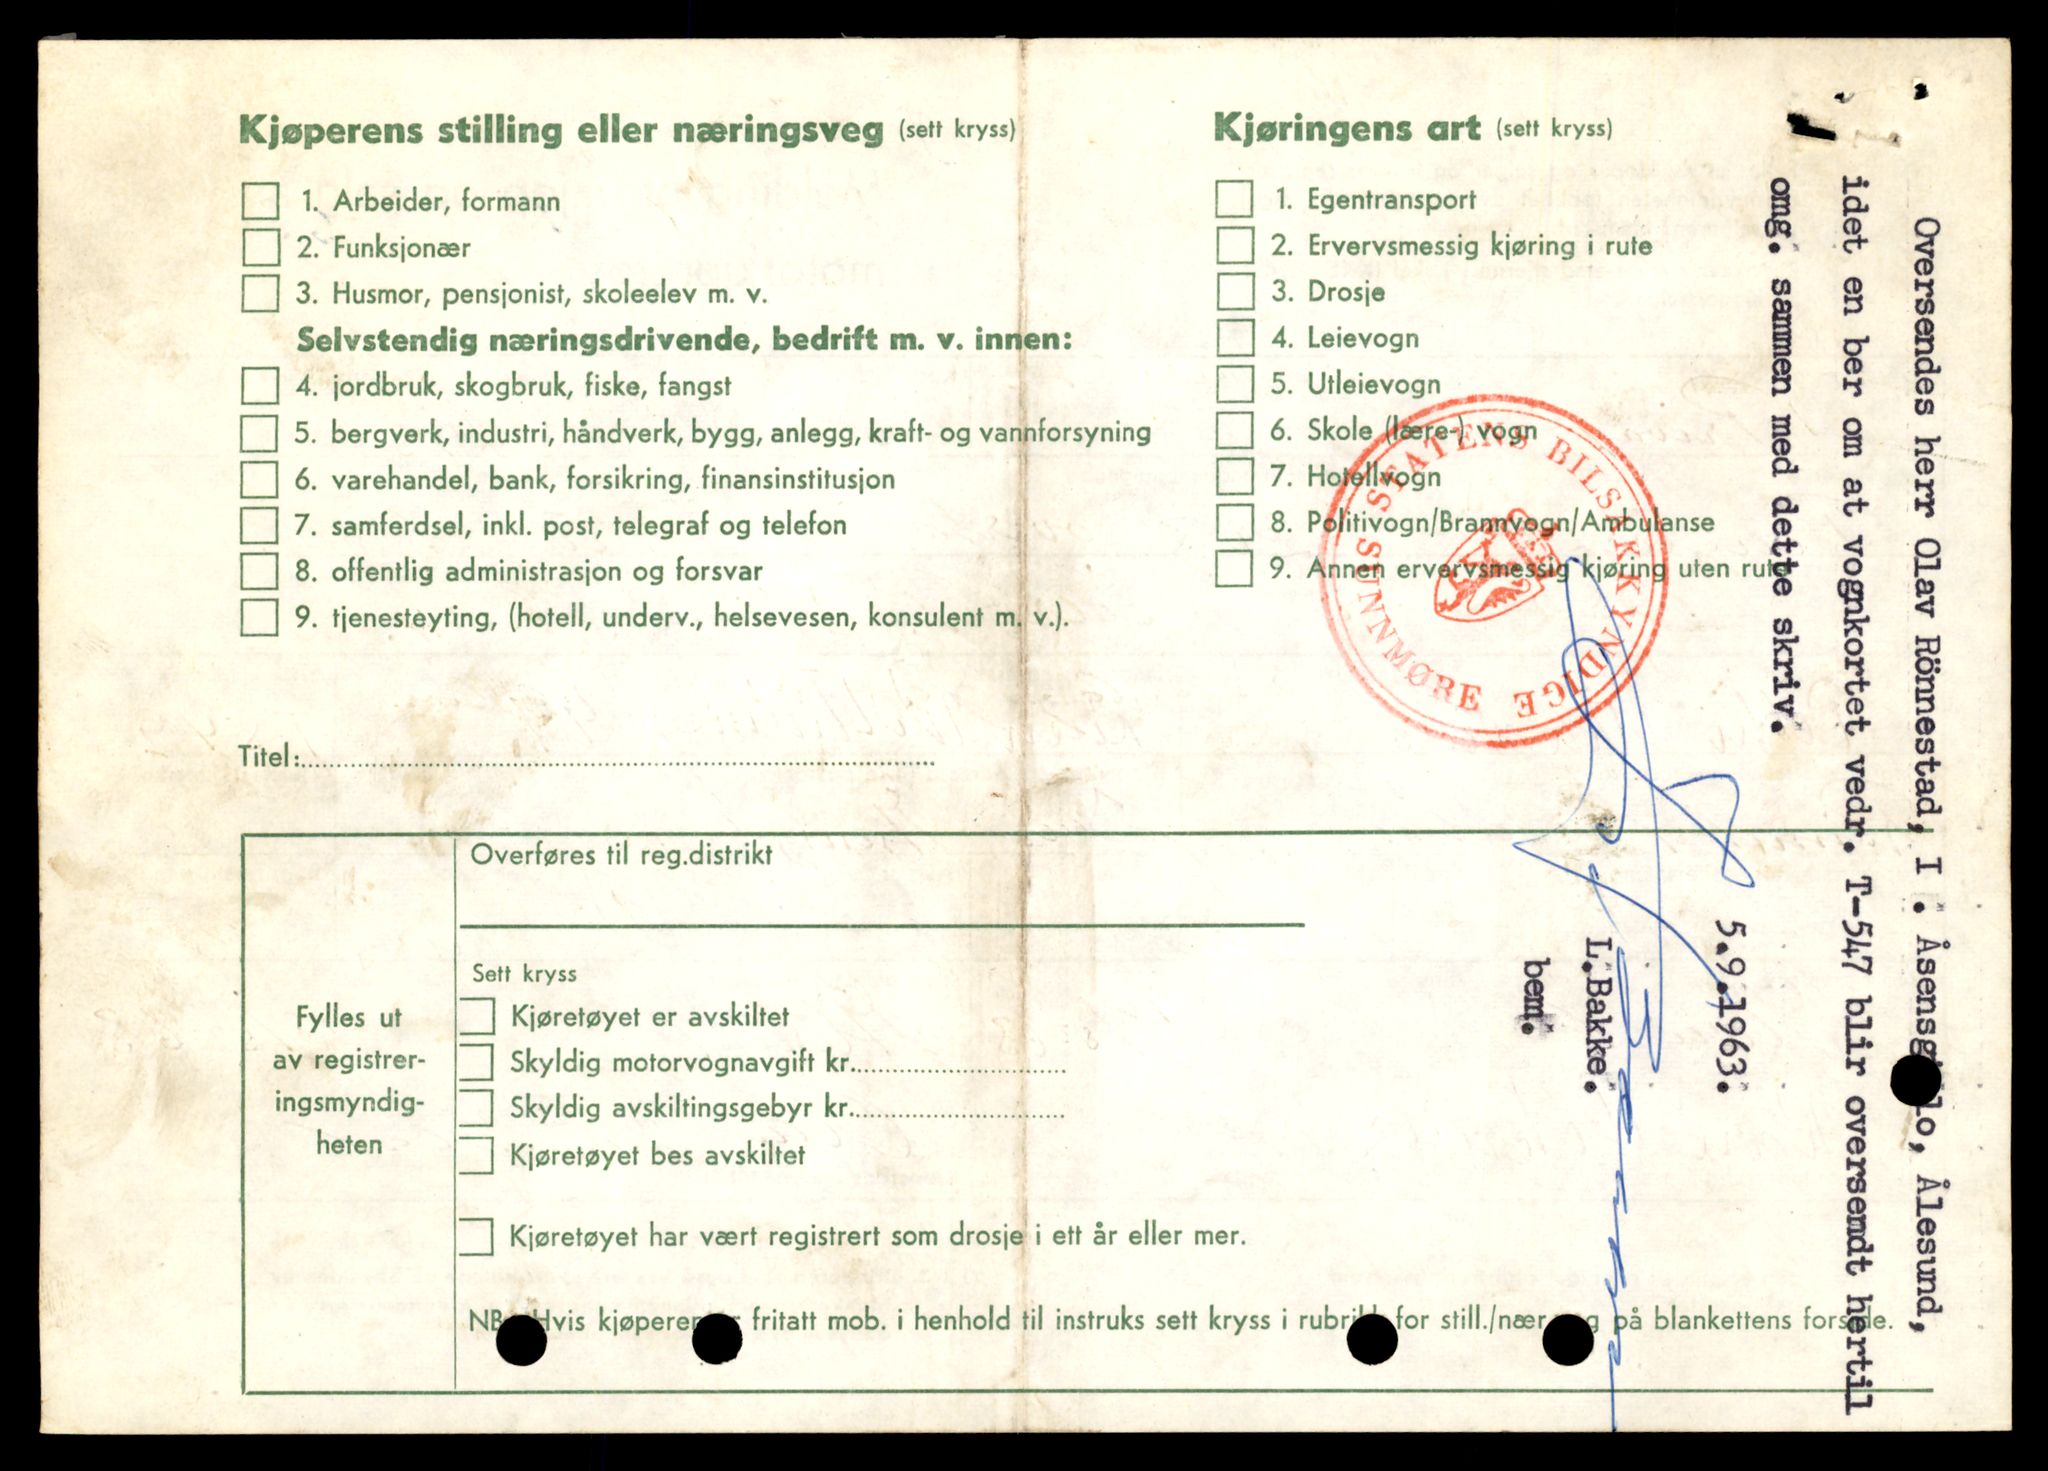 Kjøperens stilling eller næringsveg (sett kryss)
1. Arbeider, formann
2. Funksjonær
3. Husmor, pensjonist, skoleelev m. v.
Selvstendig næringsdrivende, bedrift m. v. innen:
4. jordbruk, skogbruk, fiske, fangst
5. bergverk, industri, håndverk, bygg, anlegg, kraft- og vannforsyning
6. varehandel, bank, forsikring, finansinstitusjon
7. samferdsel, inkl. post, telegraf og telefon
8. offentlig administrasjon og forsvar
9. tjenesteyting, (hotell, underv., helsevesen, konsulent m. v.).
Titel:
Kjøringens art (sett kryss)
1. Egentransport
2. Ervervsmessig kjøring i rute
3. Drosje
4. Leievogn
5. Utleievogn
6. Skole (lære-) vogn
7. Hotellvogn
8. Politivogn/Brannvogn/Ambulanse
9. Annen ervervsmessig kjøring uten rute
STATENS BILSAKKYNDIGE
SUNNMØRE
Oversendes herr Olav Rönnestad, I. Åsensg lo, Ålesund,
idet en ber om at vognkortet vedr. T-547 blir oversemdt hertil
omg. sammen med dette skriv.
5.9.1963.
L.Bakke.
bem.
Fylles ut
av registrer-
ingsmyndig-
heten
Overføres til reg.distrikt
Sett kryss
Kjøretøyet er avskiltet
Skyldig motorvognavgift kr.
Skyldig avskiltingsgebyr kr.
Kjøretøyet bes avskiltet
Kjøretøyet har vært registrert som drosje i ett år eller mer.
NB. Hvis kjøperen er fritatt mob. i henhold til instruks sett kryss i rubrikk for still./nær g på blankettens forside.